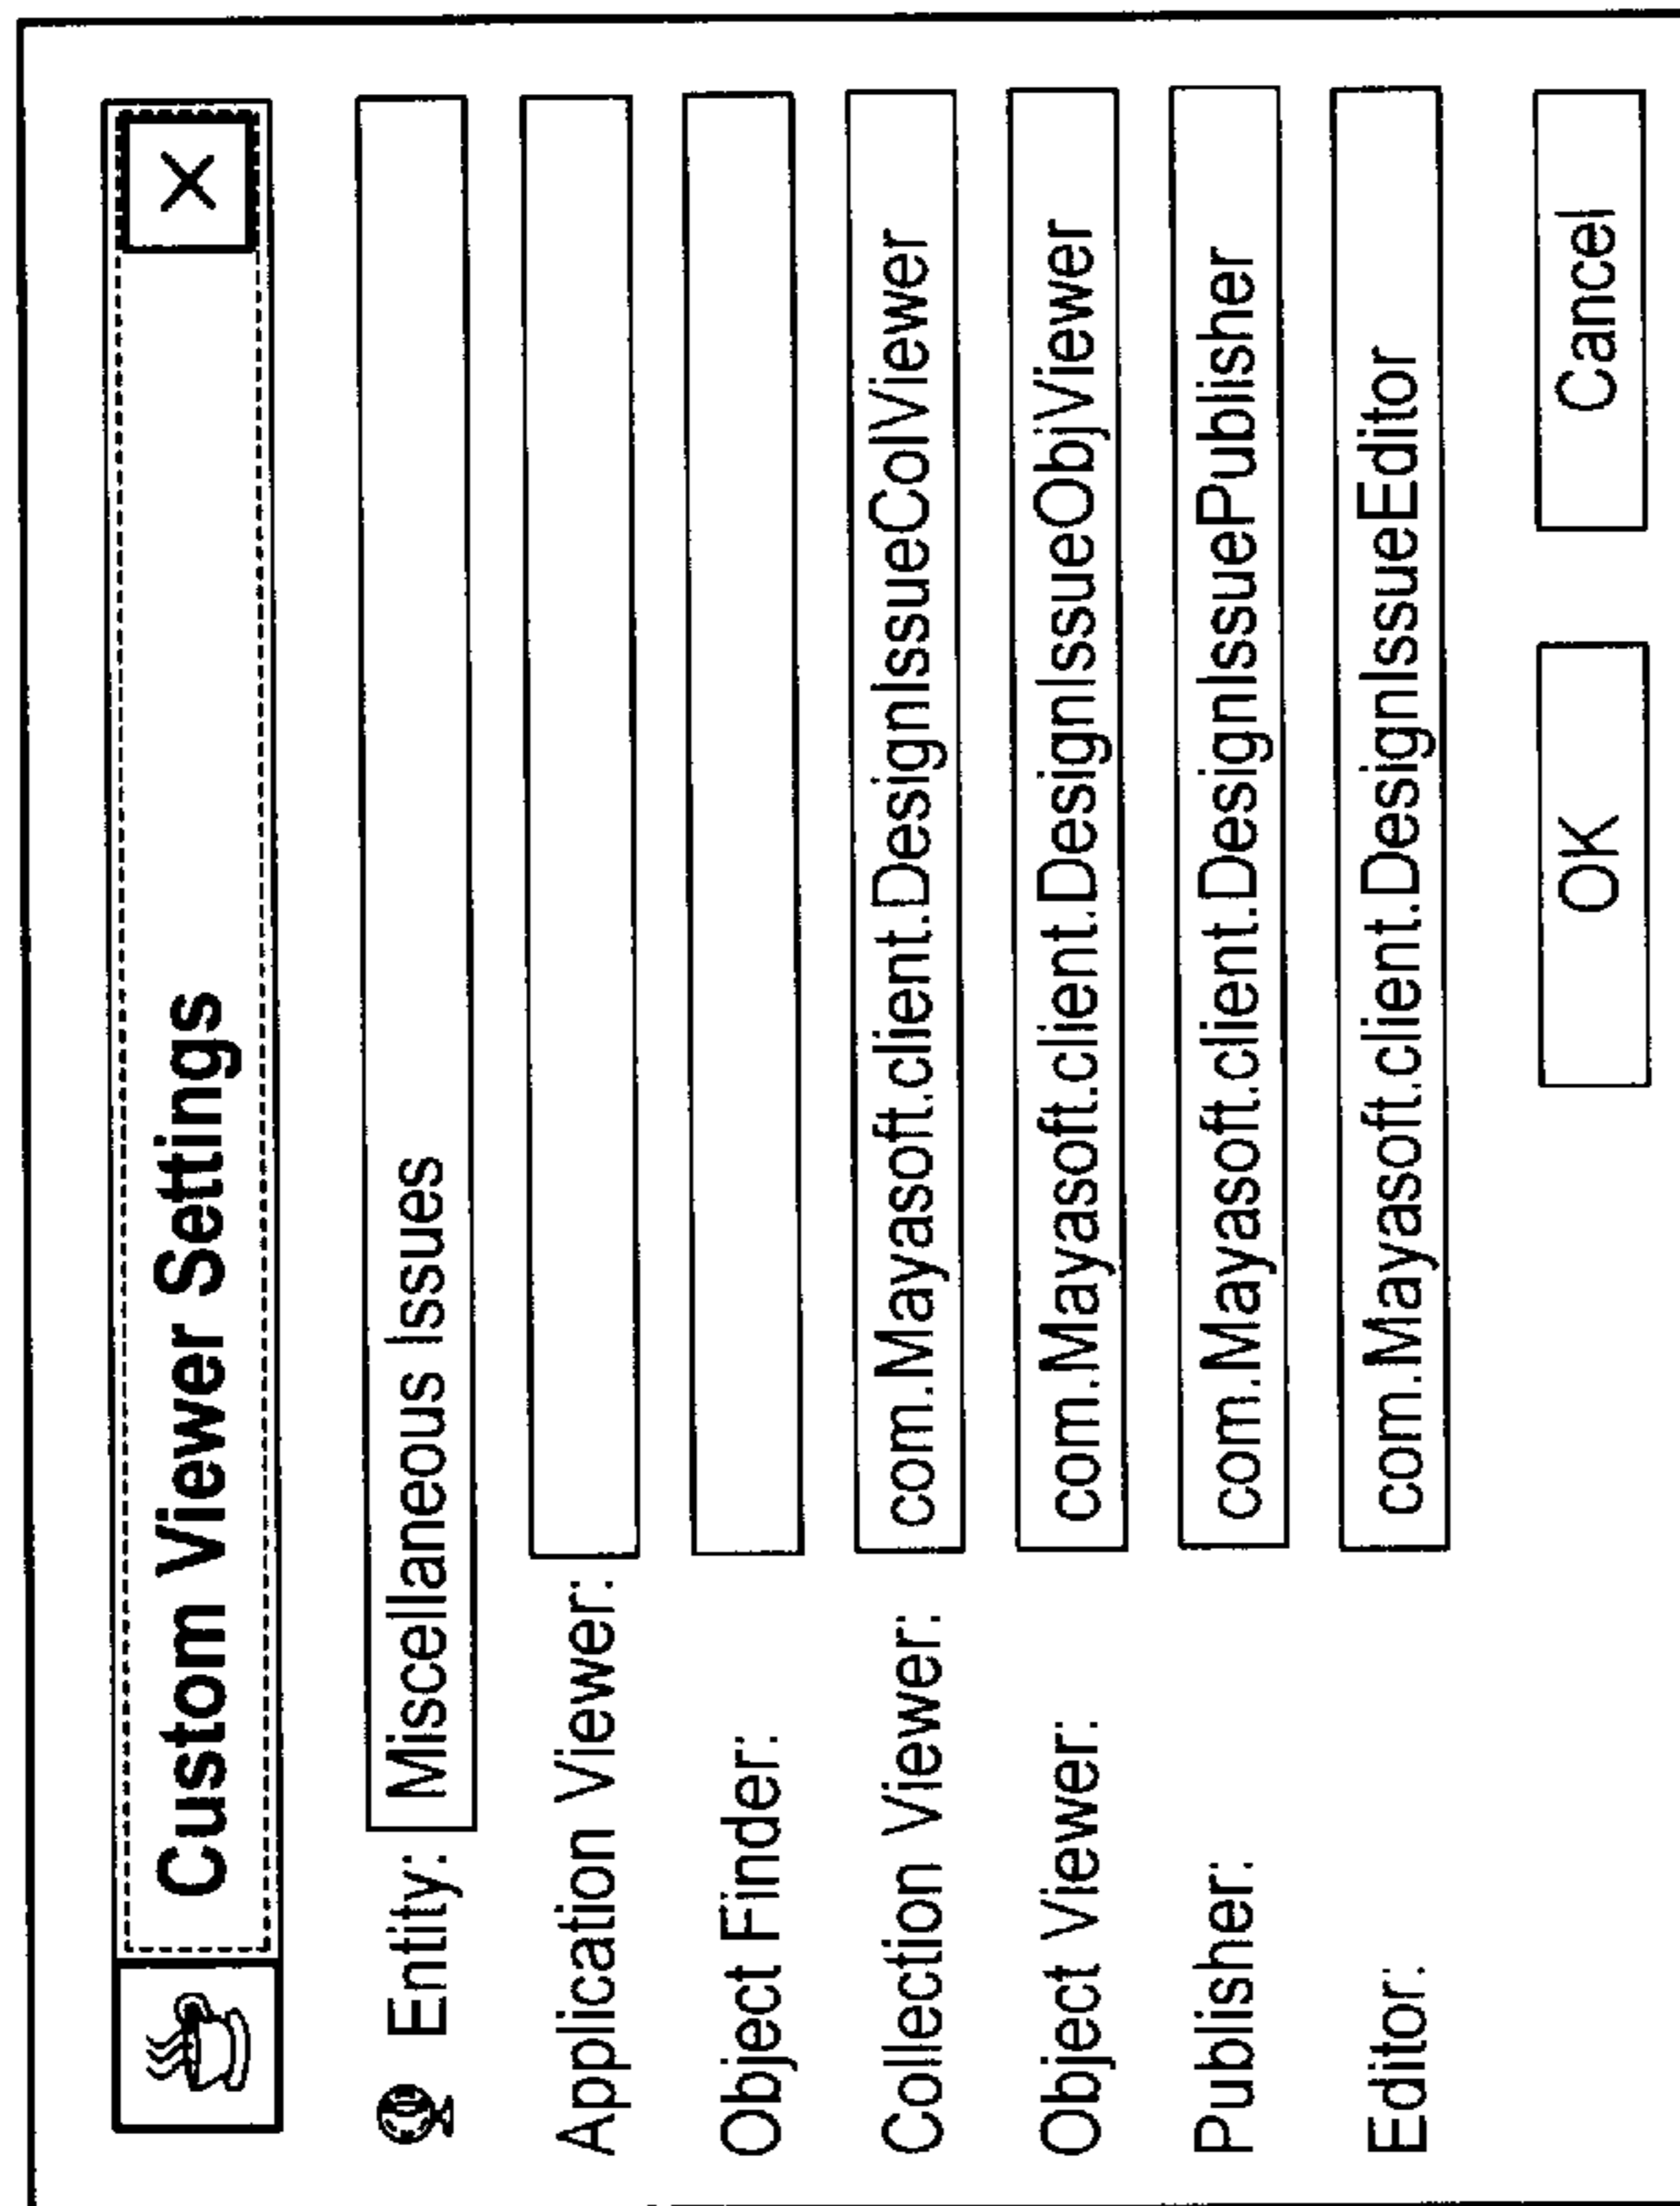 Custom Viewer Settings X
Entity: Miscellaneous Issues
Application Viewer:
Object Finder:
Collection Viewer: com.Mayasoft.client.DesignIssueColViewer
Object Viewer: com.Mayasoft.client.DesignIssueObjViewer
Publisher: com.Mayasoft.client.DesignIssuePublisher
Editor: com.Mayasoft.client.DesignIssueEditor
OK Cancel